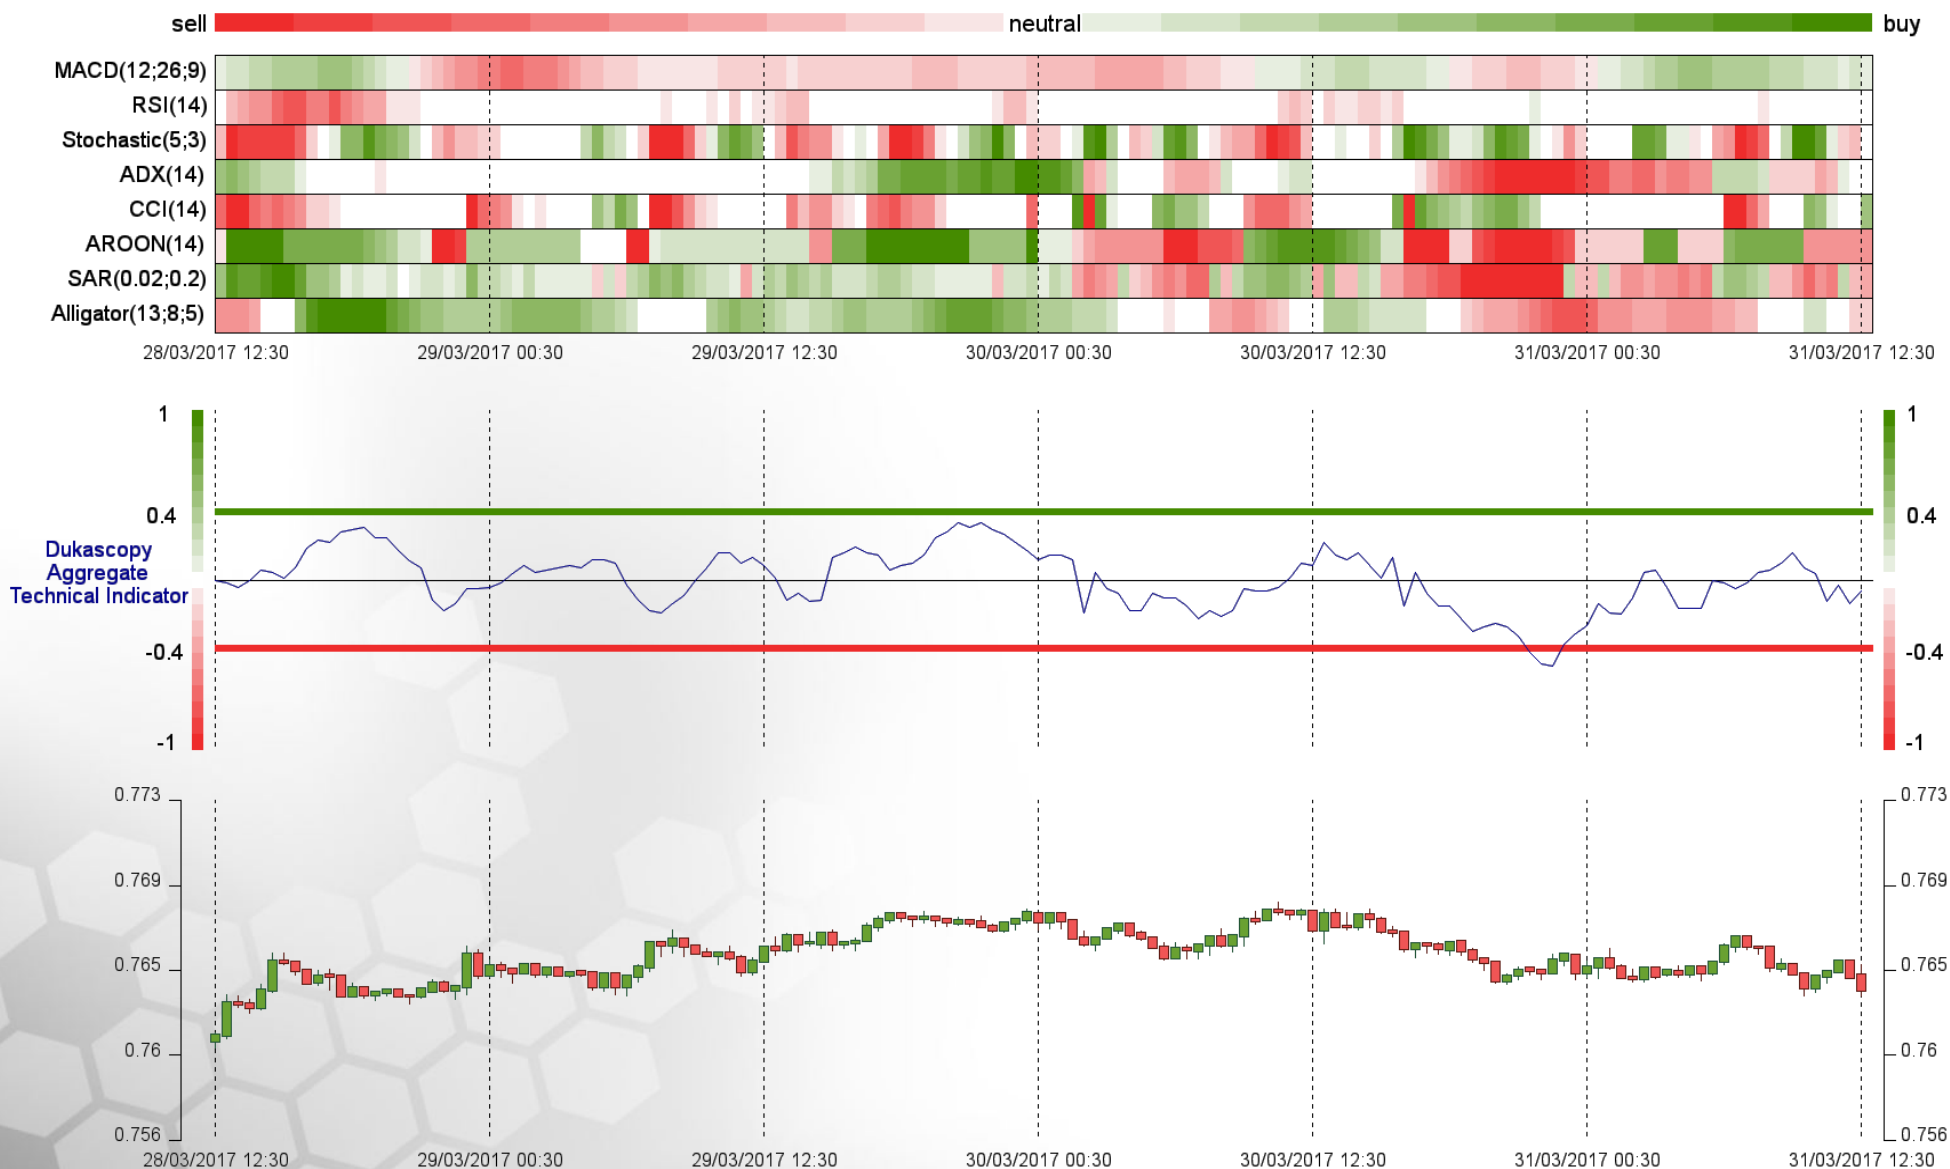 sell neutral buy
MACD(12;26;9)
RSI(14)
Stochastic(5;3)
ADX(14)
CCI(14)
AROON(14)
SAR(0.02;0.2)
Alligator(13;8;5)
28/03/2017 12:30 29/03/2017 00:30 29/03/2017 12:30 30/03/2017 00:30 30/03/2017 12:30 31/03/2017 00:30 31/03/2017 12:30
1 1
0.4 0.4
Dukascopy
Aggregate
Technical Indicator
-0.4 -0.4
-1 -1
0.773 0.773
0.769 0.769
0.765 0.765
0.76 0.76
0.756 0.756
28/03/2017 12:30 29/03/2017 00:30 29/03/2017 12:30 30/03/2017 00:30 30/03/2017 12:30 31/03/2017 00:30 31/03/2017 12:30